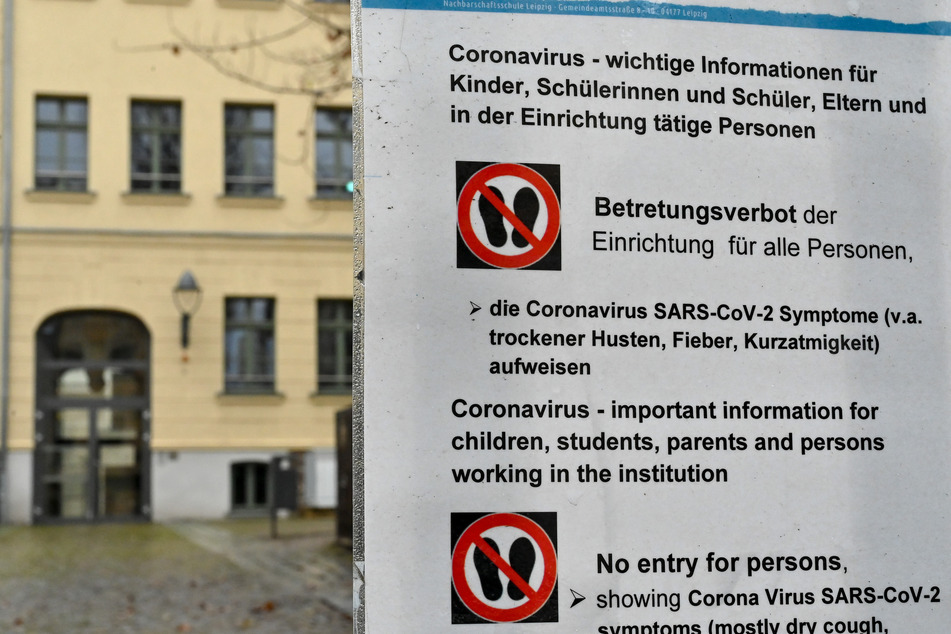 Nachbarschaftsschule Leipzig · Gemeindeamtsstraße 8-10, 04177 Leipzig
Coronavirus - wichtige Informationen für
Kinder, Schülerinnen und Schüler, Eltern und
in der Einrichtung tätige Personen
Betretungsverbot der
Einrichtung für alle Personen,
➢ die Coronavirus SARS-CoV-2 Symptome (v.a.
trockener Husten, Fieber, Kurzatmigkeit)
aufweisen
Coronavirus - important information for
children, students, parents and persons
working in the institution
No entry for persons,
➢ showing Corona Virus SARS-CoV-2
symptoms (mostly dry cough,